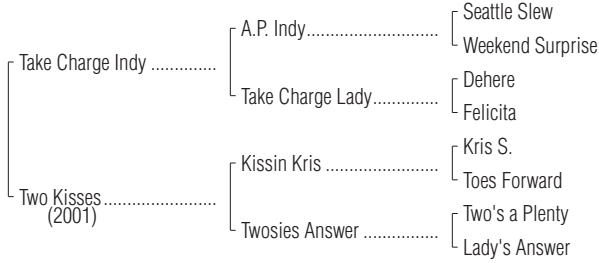 Seattle Slew
A.P. Indy..............................
Weekend Surprise
Take Charge Indy ...............
Dehere
Take Charge Lady...............
Felicita
Kris S.
Kissin Kris ..........................
Toes Forward
Two Kisses.........................
(2001)
Two's a Plenty
Twosies Answer .................
Lady's Answer